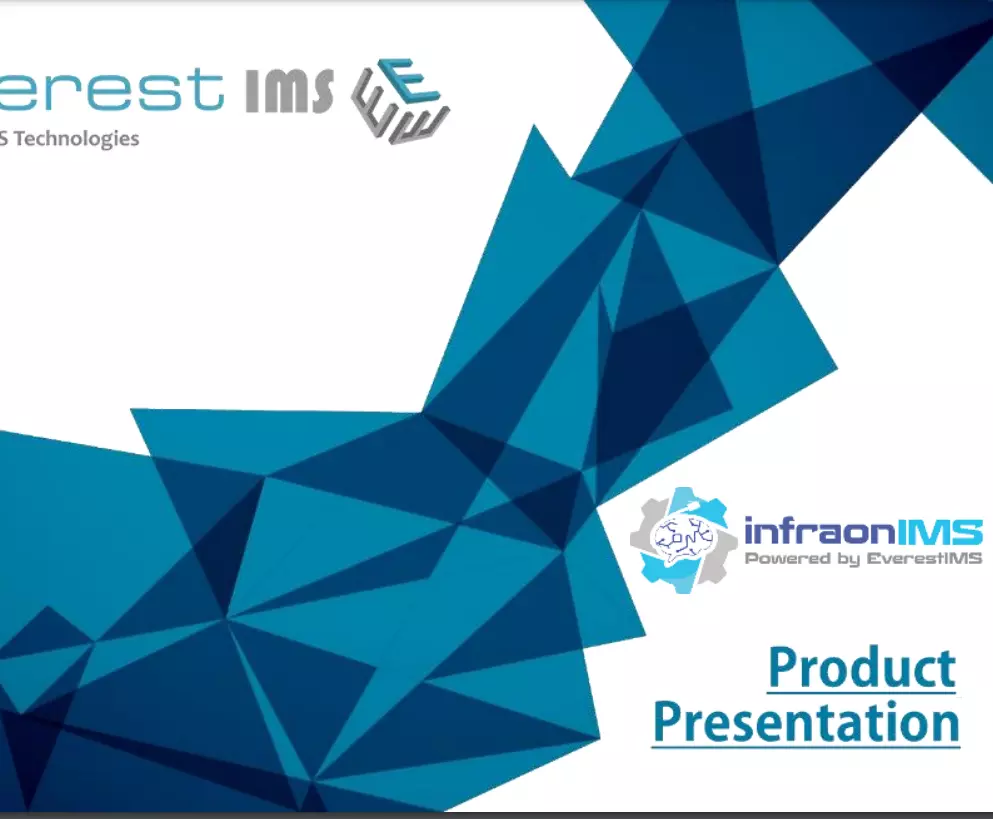 erest IMS
S Technologies
infraonIMS
Powered by EverestIMS
Product
Presentation